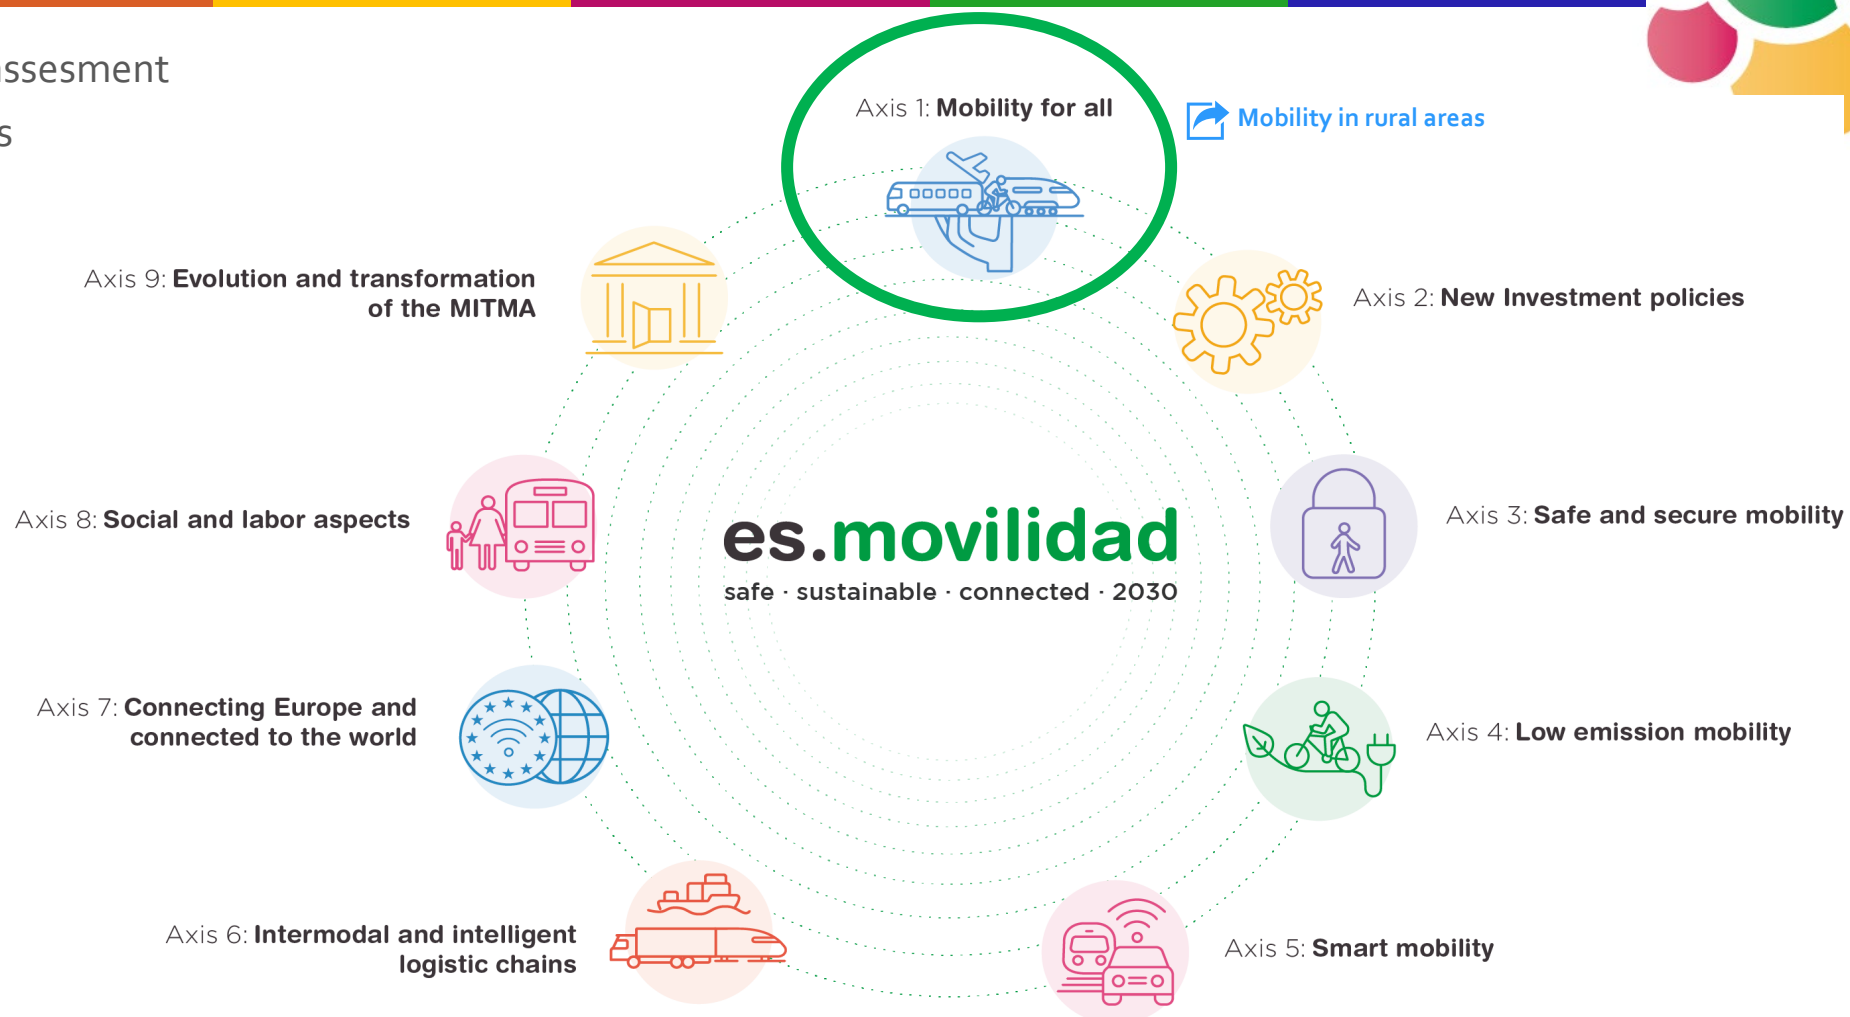 ssesment
s
Axis 1: Mobility for all
Mobility in rural areas
Axis 9: Evolution and transformation
of the MITMA
Axis 2: New Investment policies
Axis 8: Social and labor aspects
Axis 3: Safe and secure mobility
es.movilidad
safe · sustainable · connected · 2030
Axis 7: Connecting Europe and
connected to the world
Axis 4: Low emission mobility
Axis 6: Intermodal and intelligent
logistic chains
Axis 5: Smart mobility